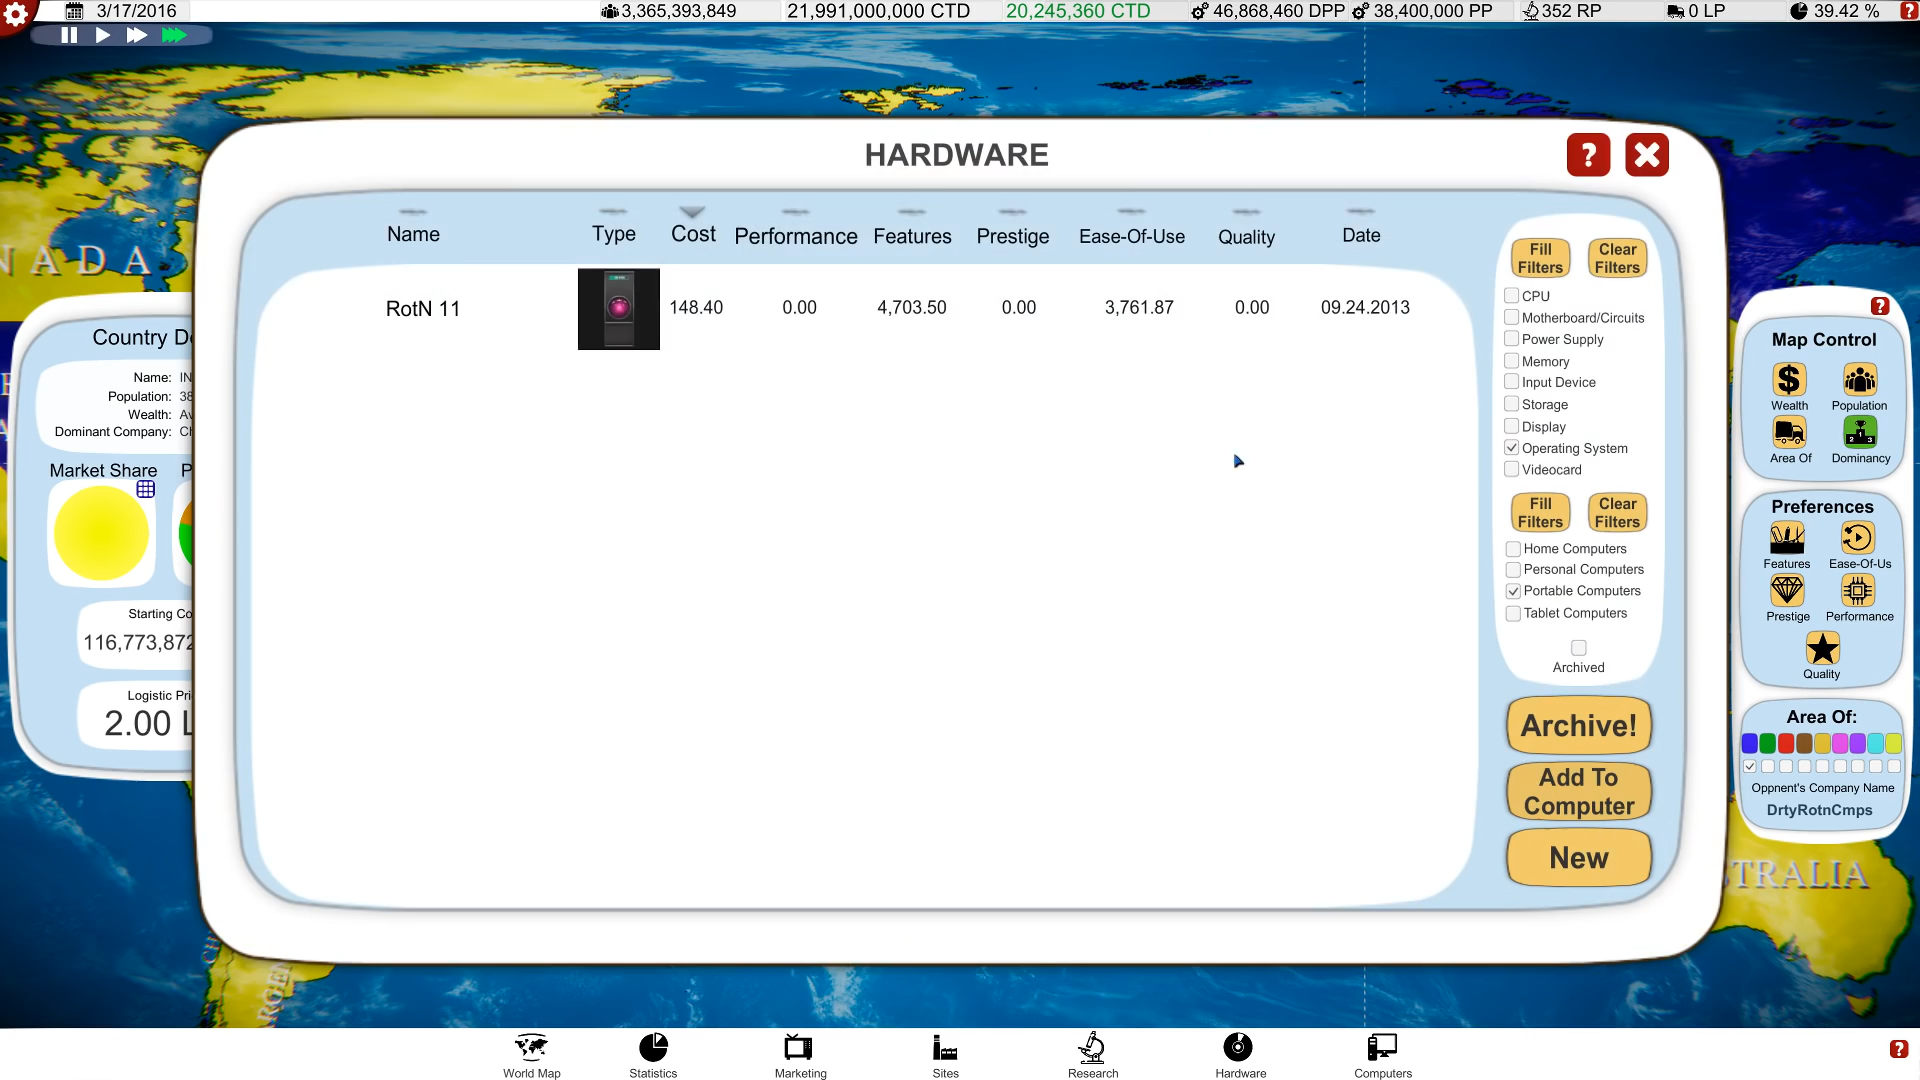 3/17/2016
3,365,393,849
21,991,000,000 CTD
20,245,360 CTD
46,868,460 DPP
38,400,000 PP
352 RP
0 LP
39.42 %
?
HARDWARE
?
Name
Type
Cost
Performance
Features
Prestige
Ease-Of-Use
Quality
Date
RotN 11
148.40
0.00
4,703.50
0.00
3,761.87
0.00
09.24.2013
Fill Filters
Clear Filters
CPU
Motherboard/Circuits
Power Supply
Memory
Input Device
Storage
Display
Operating System
Videocard
Fill Filters
Clear Filters
Home Computers
Personal Computers
Portable Computers
Tablet Computers
Archived
Archive!
Add To Computer
New
NADA
Country D
Name: IN
Population: 38
Wealth: Av
Dominant Company: Cl
Market Share
P
Starting Co
116,773,872
Logistic Pri
2.00 L
?
Map Control
Wealth
Population
Area Of
Dominancy
Preferences
Features
Ease-Of-Us
Prestige
Performance
Quality
Area Of:
Oppnent's Company Name
DrtyRotnCmps
TRALIA
World Map
Statistics
Marketing
Sites
Research
Hardware
Computers
?